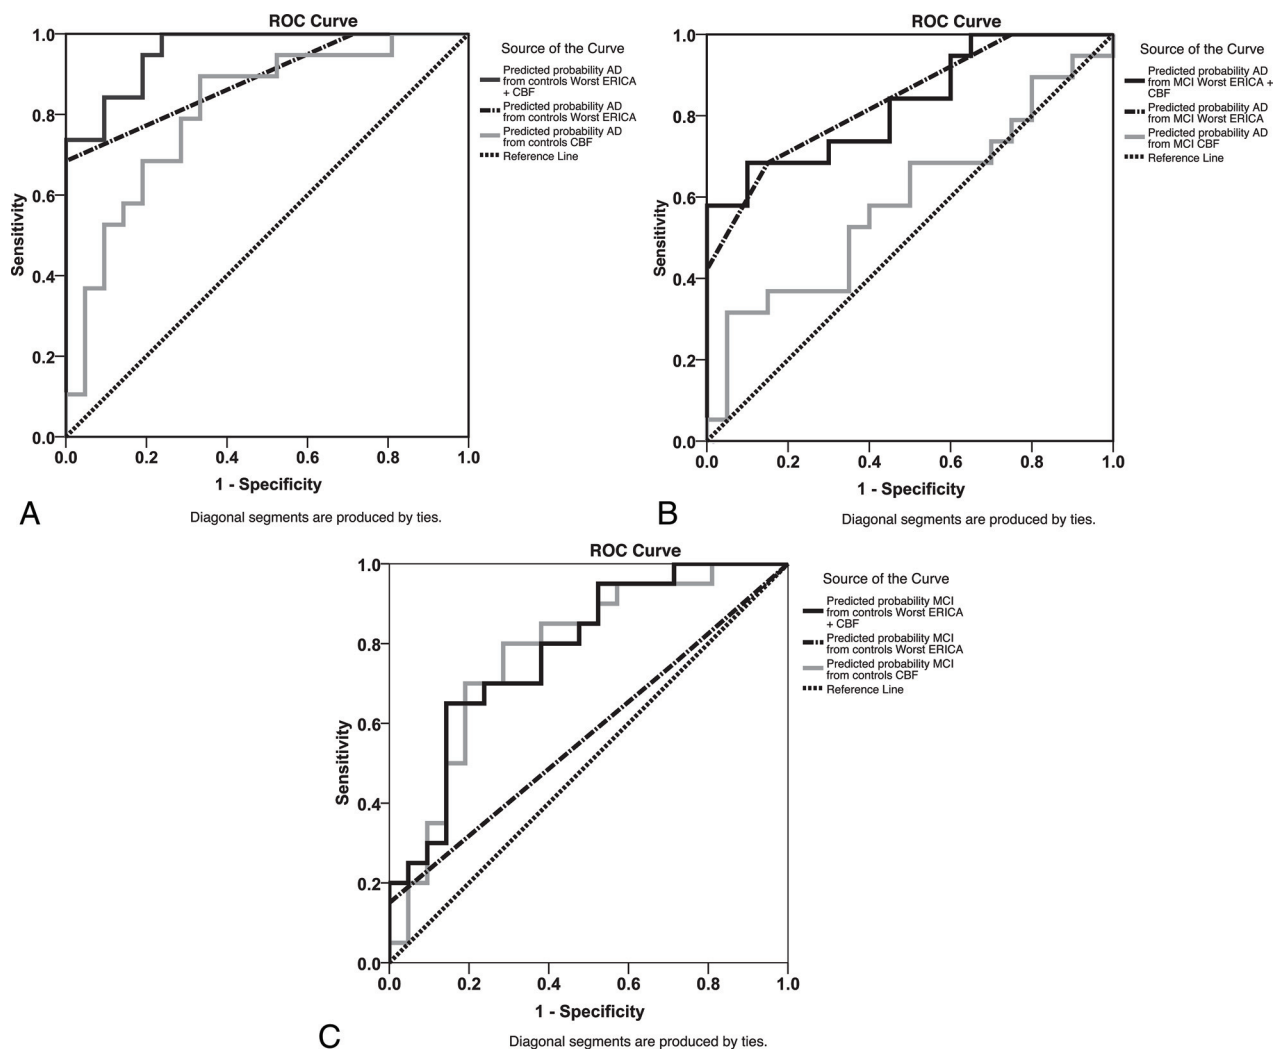 ROC Curve
1.0
0.8
0.6
0.4
0.2
0.0
Sensitivity
0.0 0.2 0.4 0.6 0.8 1.0
1 - Specificity
Source of the Curve
Predicted probability AD
from controls Worst ERICA
+ CBF
Predicted probability AD
from controls Worst ERICA
Predicted probability AD
from controls CBF
Reference Line
A
Diagonal segments are produced by ties.
ROC Curve
1.0
0.8
0.6
0.4
0.2
0.0
Sensitivity
0.0 0.2 0.4 0.6 0.8 1.0
1 - Specificity
Source of the Curve
Predicted probability AD
from MCI Worst ERICA +
CBF
Predicted probability AD
from MCI Worst ERICA
Predicted probability AD
from MCI CBF
Reference Line
B
Diagonal segments are produced by ties.
ROC Curve
1.0
0.8
0.6
0.4
0.2
0.0
Sensitivity
0.0 0.2 0.4 0.6 0.8 1.0
1 - Specificity
Source of the Curve
Predicted probability MCI
from controls Worst ERICA
+ CBF
Predicted probability MCI
from controls Worst ERICA
Predicted probability MCI
from controls CBF
Reference Line
C
Diagonal segments are produced by ties.